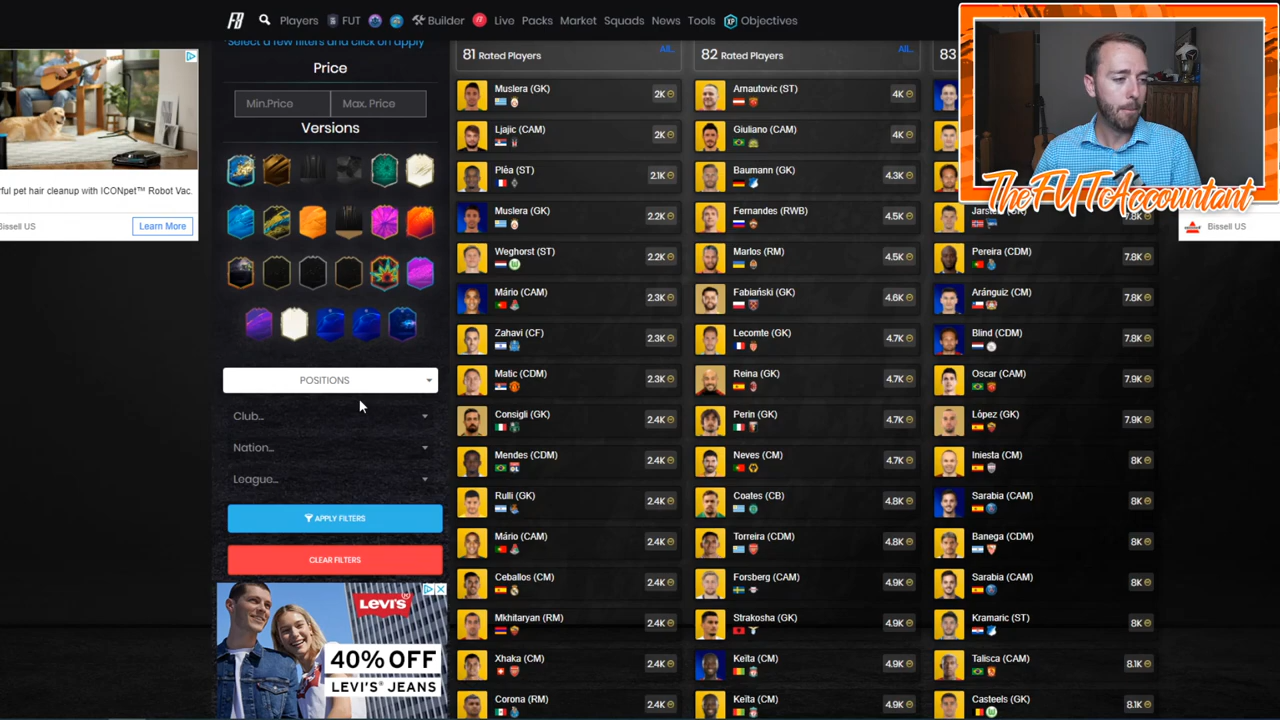 Players FUT Builder Live Packs Market Squads News Tools Objectives
*Select a few filters and click on apply
Price
Min.Price Max. Price
Versions
POSITIONS
Club...
Nation...
League...
APPLY FILTERS
CLEAR FILTERS
LEVI'S
40% OFF
LEVI'S® JEANS
rful pet hair cleanup with ICONpet™ Robot Vac.
Bissell US
Learn More
81 Rated Players All..
Muslera (GK) 2K
Ljajic (CAM) 2K
Pléa (ST) 2.1K
Muslera (GK) 2.2K
Weghorst (ST) 2.2K
Mário (CAM) 2.3K
Zahavi (CF) 2.3K
Matic (CDM) 2.3K
Consigli (GK) 2.4K
Mendes (CDM) 2.4K
Rulli (GK) 2.4K
Mário (CAM) 2.4K
Ceballos (CM) 2.4K
Mkhitaryan (RM) 2.4K
Xhaka (CM) 2.4K
Corona (RM) 2.4K
82 Rated Players All..
Arnautovic (ST) 4K
Giuliano (CAM) 4K
Baumann (GK) 4.3K
Fernandes (RWB) 4.5K
Marlos (RM) 4.5K
Fabiański (GK) 4.6K
Lecomte (GK) 4.7K
Reina (GK) 4.7K
Perin (GK) 4.7K
Neves (CM) 4.7K
Coates (CB) 4.8K
Torreira (CDM) 4.8K
Forsberg (CAM) 4.9K
Strakosha (GK) 4.9K
Keïta (CM) 4.9K
Keïta (CM) 4.9K
83
7.8K
Pereira (CDM) 7.8K
Aránguiz (CM) 7.8K
Blind (CDM) 7.8K
Oscar (CAM) 7.9K
López (GK) 7.9K
Iniesta (CM) 8K
Sarabia (CAM) 8K
Banega (CDM) 8K
Sarabia (CAM) 8K
Kramaric (ST) 8K
Talisca (CAM) 8.1K
Casteels (GK) 8.1K
TheFUToAccountant
Bissell US